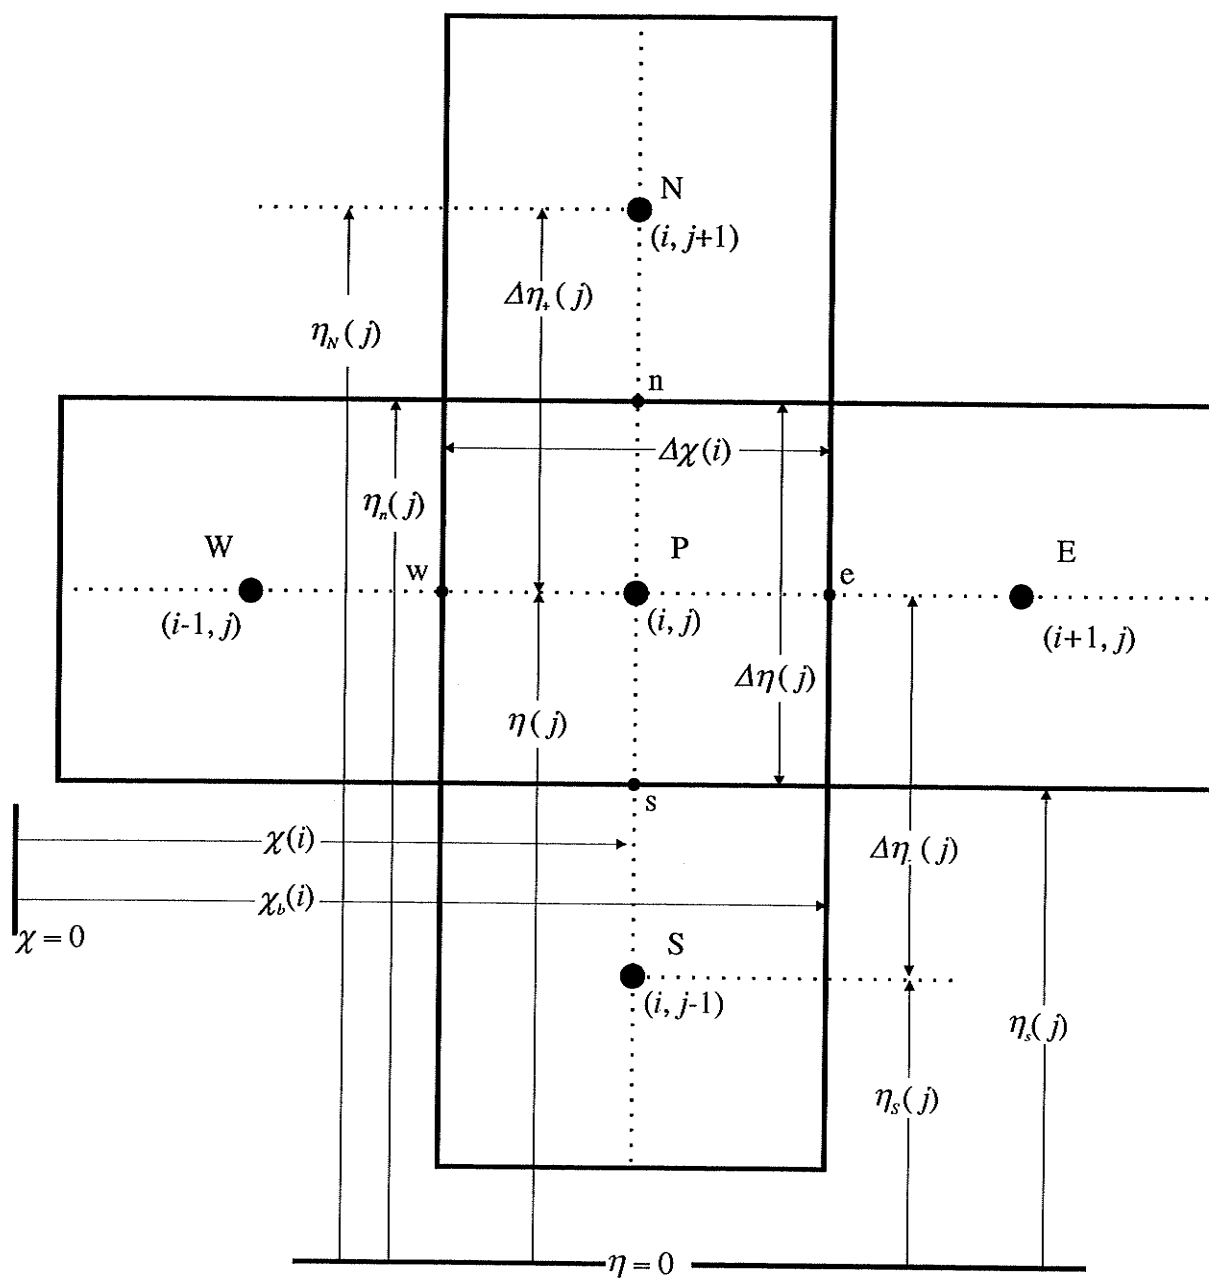 N
(i, j+1)
Δη₊(j)
η_N(j)
n
Δχ(i)
η_n(j)
W
P
E
w
e
(i-1, j)
(i, j)
(i+1, j)
Δη(j)
η(j)
s
χ(i)
Δη₋(j)
χ_b(i)
χ=0
S
(i, j-1)
η_s(j)
η_S(j)
η=0